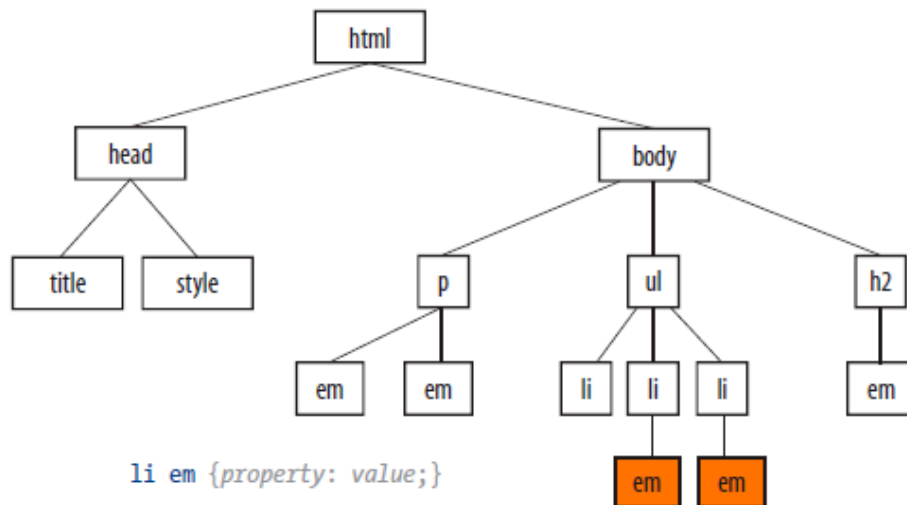 html
head body
title style p ul h2
em em li li li em
li em {property: value;} em em